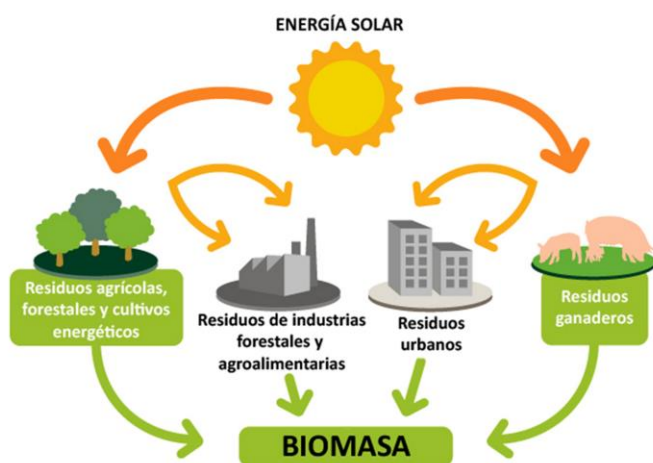 ENERGÍA SOLAR
Residuos agrícolas,
forestales y cultivos
energéticos
Residuos de industrias
forestales y
agroalimentarias
Residuos
urbanos
Residuos
ganaderos
BIOMASA